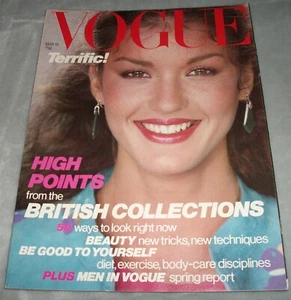 VOGUE
Terrific!
HIGH
POINTS
from the
BRITISH COLLECTIONS
ways to look right now
BEAUTY new tricks, new techniques
BE GOOD TO YOURSELF
diet, exercise, body-care disciplines
PLUS MEN IN VOGUE spring report